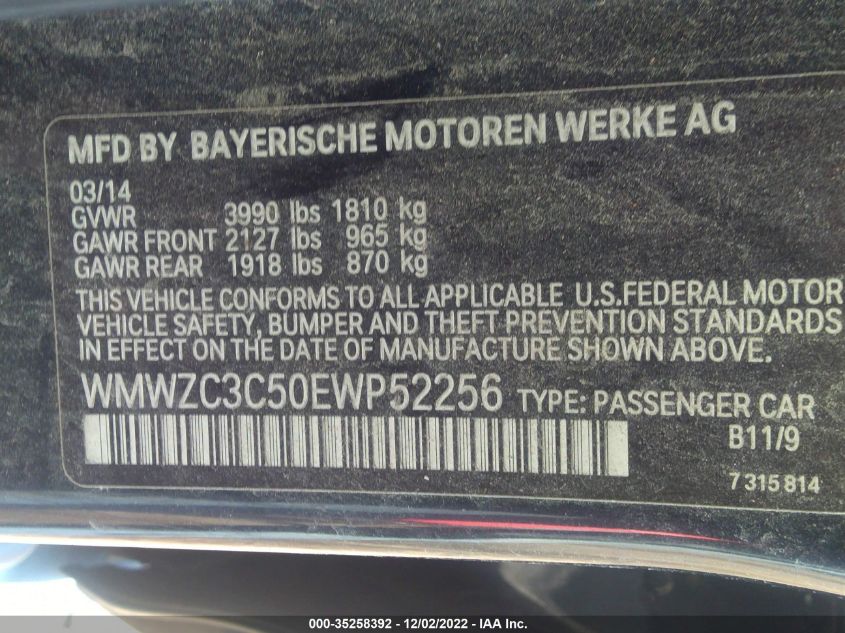 MFD BY BAYERISCHE MOTOREN WERKE AG
03/14
GVWR 3990 lbs 1810 kg
GAWR FRONT 2127 lbs 965 kg
GAWR REAR 1918 lbs 870 kg
THIS VEHICLE CONFORMS TO ALL APPLICABLE U.S.FEDERAL MOTOR
VEHICLE SAFETY, BUMPER AND THEFT PREVENTION STANDARDS
IN EFFECT ON THE DATE OF MANUFACTURE SHOWN ABOVE.
WMWZC3C50EWP52256 TYPE: PASSENGER CAR
B11/9
7 315 814
000-35258392 - 12/02/2022 - IAA Inc.